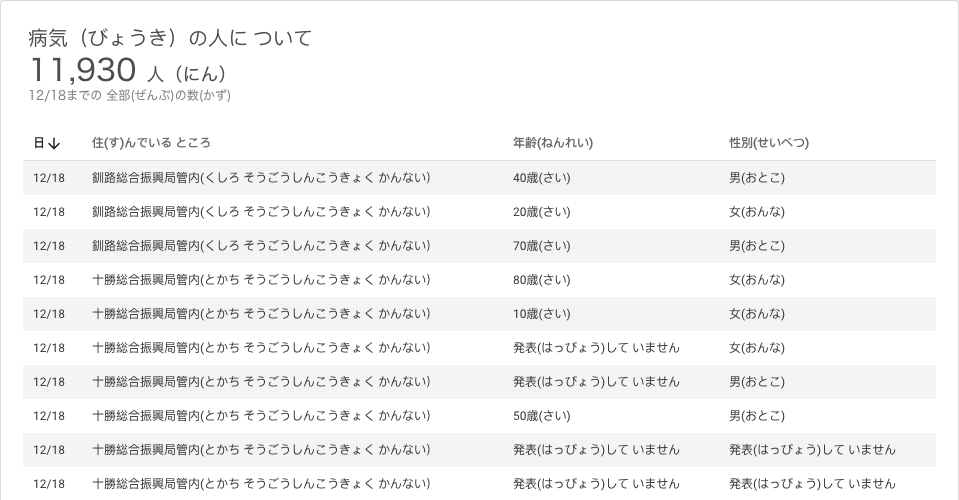 病気（びょうき）の人に ついて
11,930 人（にん）
12/18までの 全部(ぜんぶ)の数(かず)
日↓ 住(す)んでいる ところ 年齢(ねんれい) 性別(せいべつ)
12/18 釧路総合振興局管内(くしろ そうごうしんこうきょく かんない) 40歳(さい) 男(おとこ)
12/18 釧路総合振興局管内(くしろ そうごうしんこうきょく かんない) 20歳(さい) 女(おんな)
12/18 釧路総合振興局管内(くしろ そうごうしんこうきょく かんない) 70歳(さい) 男(おとこ)
12/18 十勝総合振興局管内(とかち そうごうしんこうきょく かんない) 80歳(さい) 女(おんな)
12/18 十勝総合振興局管内(とかち そうごうしんこうきょく かんない) 10歳(さい) 女(おんな)
12/18 十勝総合振興局管内(とかち そうごうしんこうきょく かんない) 発表(はっぴょう)して いません 女(おんな)
12/18 十勝総合振興局管内(とかち そうごうしんこうきょく かんない) 発表(はっぴょう)して いません 男(おとこ)
12/18 十勝総合振興局管内(とかち そうごうしんこうきょく かんない) 50歳(さい) 男(おとこ)
12/18 十勝総合振興局管内(とかち そうごうしんこうきょく かんない) 発表(はっぴょう)して いません 発表(はっぴょう)して いません
12/18 十勝総合振興局管内(とかち そうごうしんこうきょく かんない) 発表(はっぴょう)して いません 発表(はっぴょう)して いません